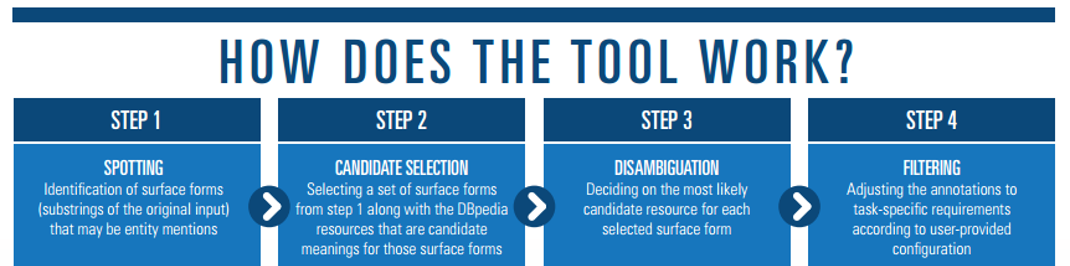 HOW DOES THE TOOL WORK?
STEP 1
SPOTTING
Identification of surface forms
(substrings of the original input)
that may be entity mentions
STEP 2
CANDIDATE SELECTION
Selecting a set of surface forms
from step 1 along with the DBpedia
resources that are candidate
meanings for those surface forms
STEP 3
DISAMBIGUATION
Deciding on the most likely
candidate resource for each
selected surface form
STEP 4
FILTERING
Adjusting the annotations to
task-specific requirements
according to user-provided
configuration